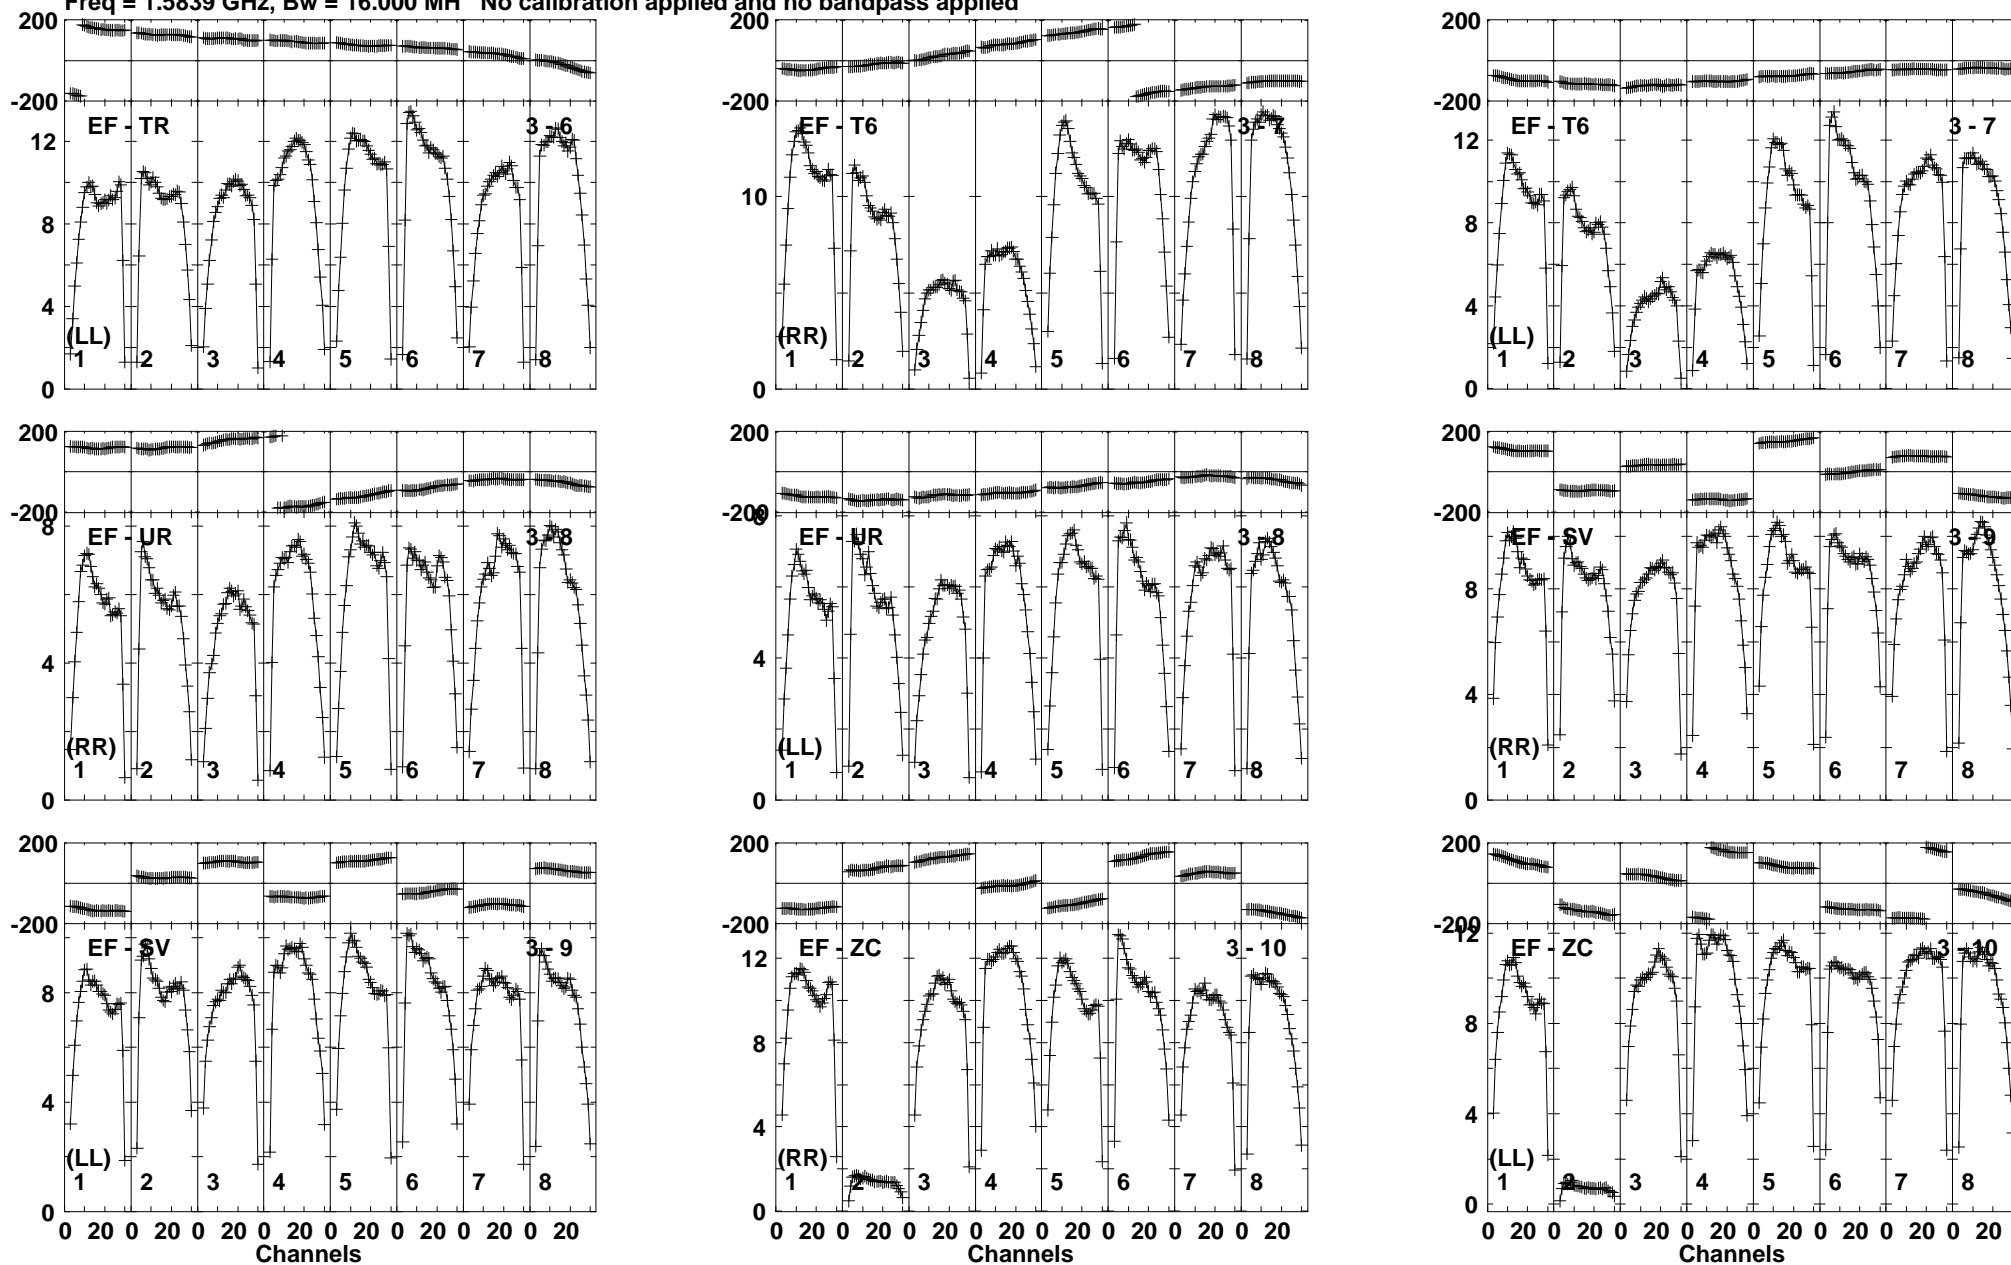 Freq = 1.5839 GHz, Bw = 16.000 MH No calibration applied and no bandpass applied
200 200 200
-200 -200 -200
EF - TR 3 - 6 EF - T6 3 - 7 EF - T6 3 - 7
12 12
10
8 8
4 4
(LL) (RR) (LL)
1 2 3 4 5 6 7 8 1 2 3 4 5 6 7 8 1 2 3 4 5 6 7 8
0 0 0
200 200 200
-200 -200 -200
8 EF - UR 3 - 8 8 EF - UR 3 - 8 EF - SV 3 - 9
8
4 4 4
(RR) (LL) (RR)
1 2 3 4 5 6 7 8 1 2 3 4 5 6 7 8 1 2 3 4 5 6 7 8
0 0 0
200 200 200
-200 -200 -200
EF - SV 3 - 9 EF - ZC 3 - 10 EF - ZC 3 - 10
12 12
8 8 8
4 4 4
(LL) (RR) (LL)
1 2 3 4 5 6 7 8 1 2 3 4 5 6 7 8 1 2 3 4 5 6 7 8
0 0 0
0 20 0 20 0 20 0 20 0 20 0 20 0 20 0 20 0 20 0 20 0 20 0 20 0 20 0 20 0 20 0 20 0 20 0 20 0 20 0 20 0 20 0 20 0 20 0 20
Channels Channels Channels